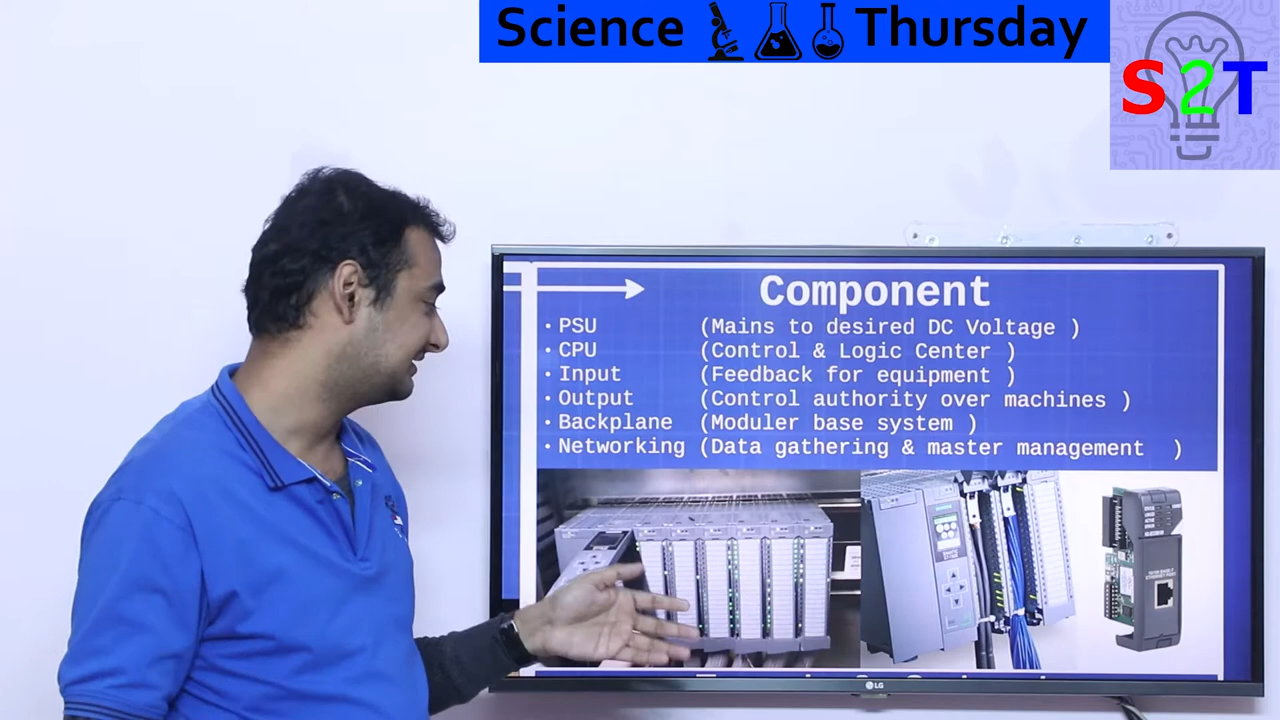 Science Thursday
S2T
Component
• PSU (Mains to desired DC Voltage )
• CPU (Control & Logic Center )
• Input (Feedback for equipment )
• Output (Control authority over machines )
• Backplane (Moduler base system )
• Networking (Data gathering & master management )
SIEMENS
LG